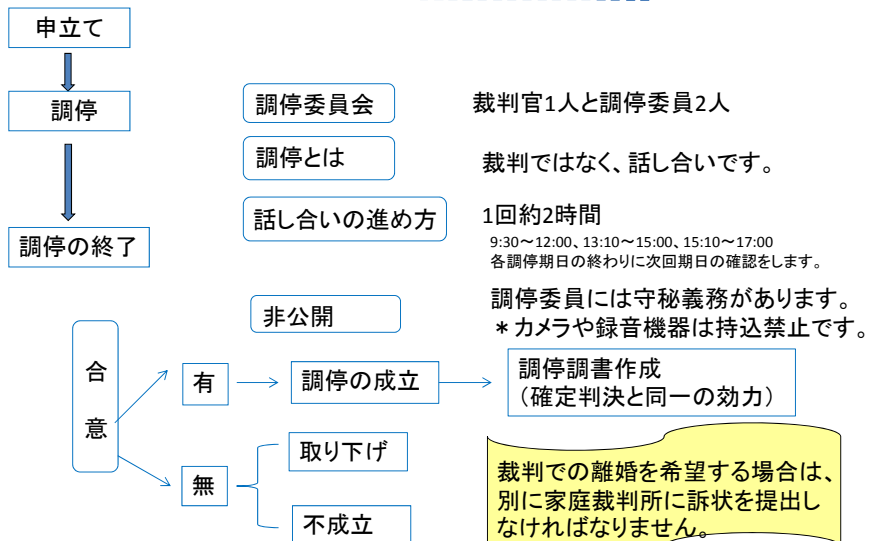 申立て
調停
調停の終了
調停委員会
裁判官1人と調停委員2人
調停とは
裁判ではなく、話し合いです。
話し合いの進め方
1回約2時間
9:30～12:00、13:10～15:00、15:10～17:00
各調停期日の終わりに次回期日の確認をします。
非公開
調停委員には守秘義務があります。
＊カメラや録音機器は持込禁止です。
合
意
有
調停の成立
調停調書作成
（確定判決と同一の効力）
無
取り下げ
不成立
裁判での離婚を希望する場合は、
別に家庭裁判所に訴状を提出し
なければなりません。